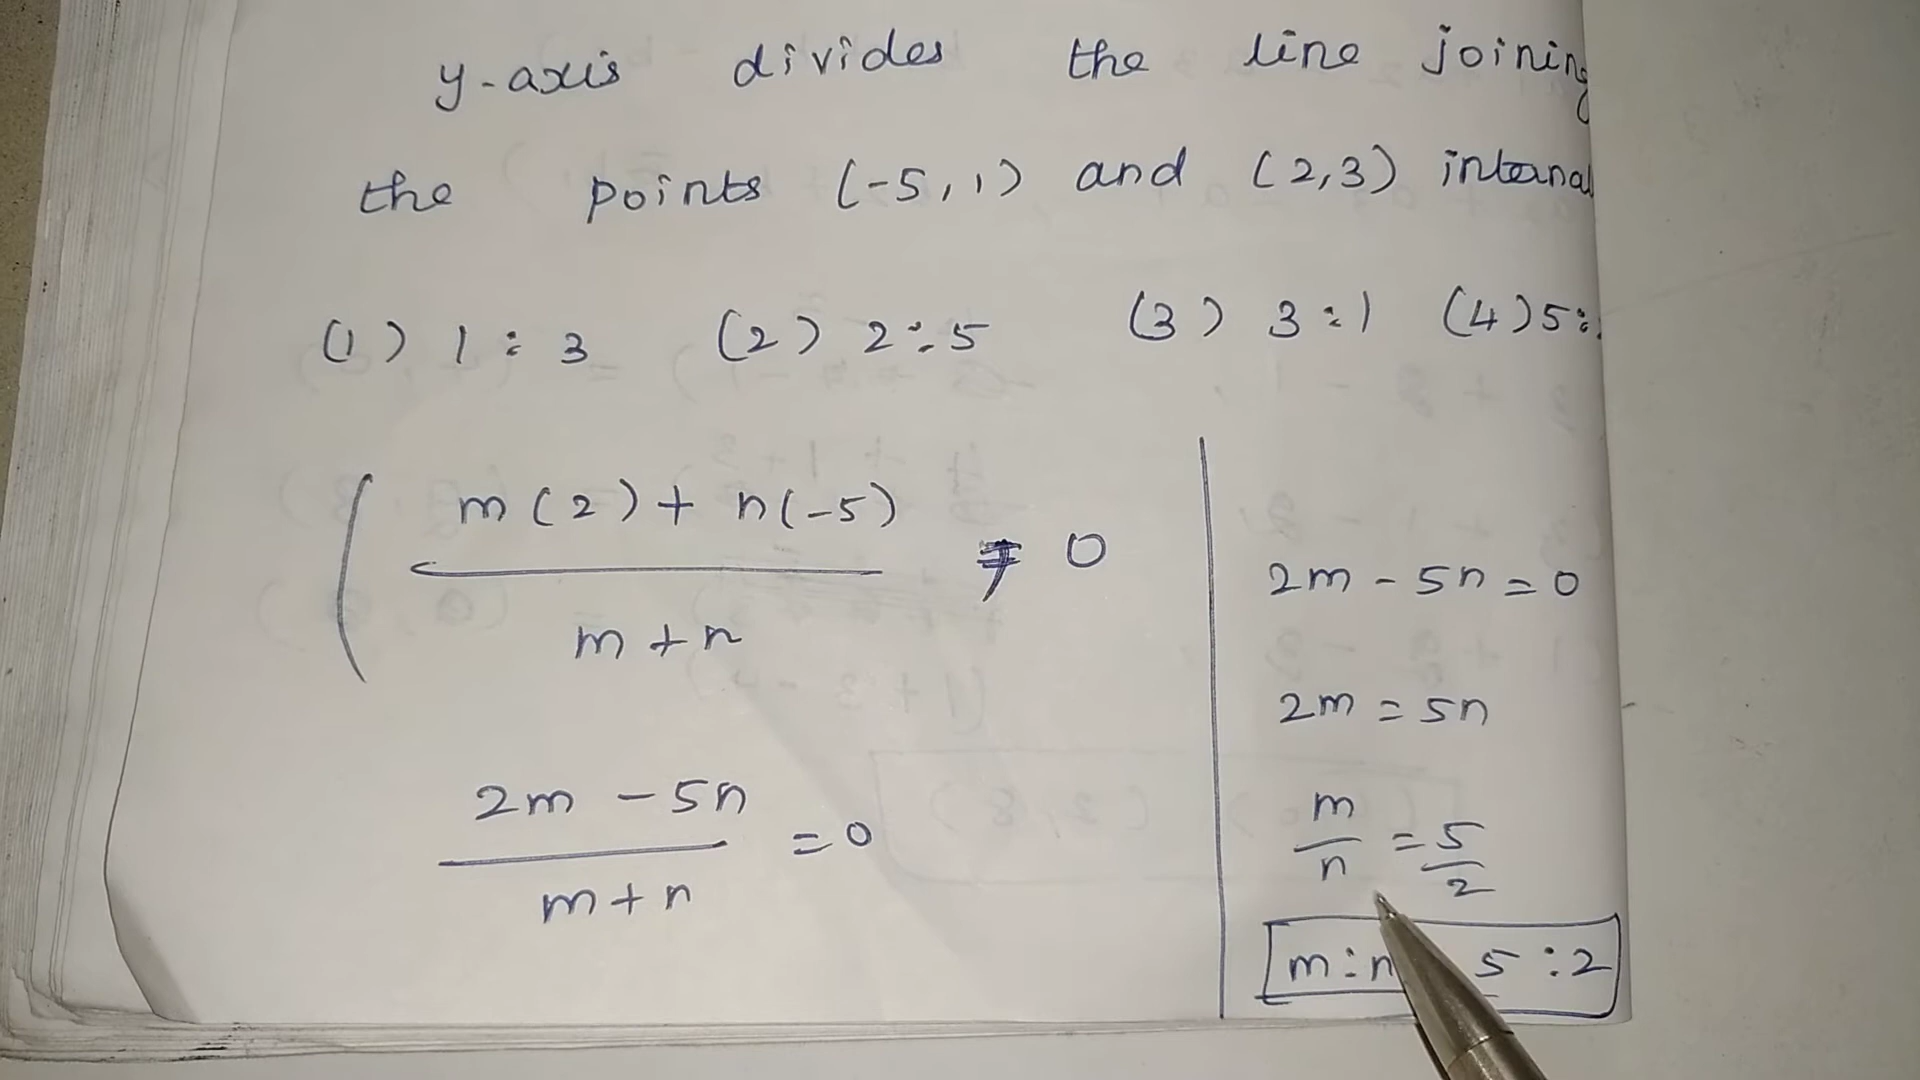 y-axis divides the line joining
the points (-5,1) and (2,3) internal
(1) 1:3 (2) 2:5 (3) 3:1 (4) 5:
( m(2)+n(-5)
m+n
= 0
2m - 5n
m+n
=0
2m - 5n = 0
2m = 5n
m/n = 5/2
m:n 5:2